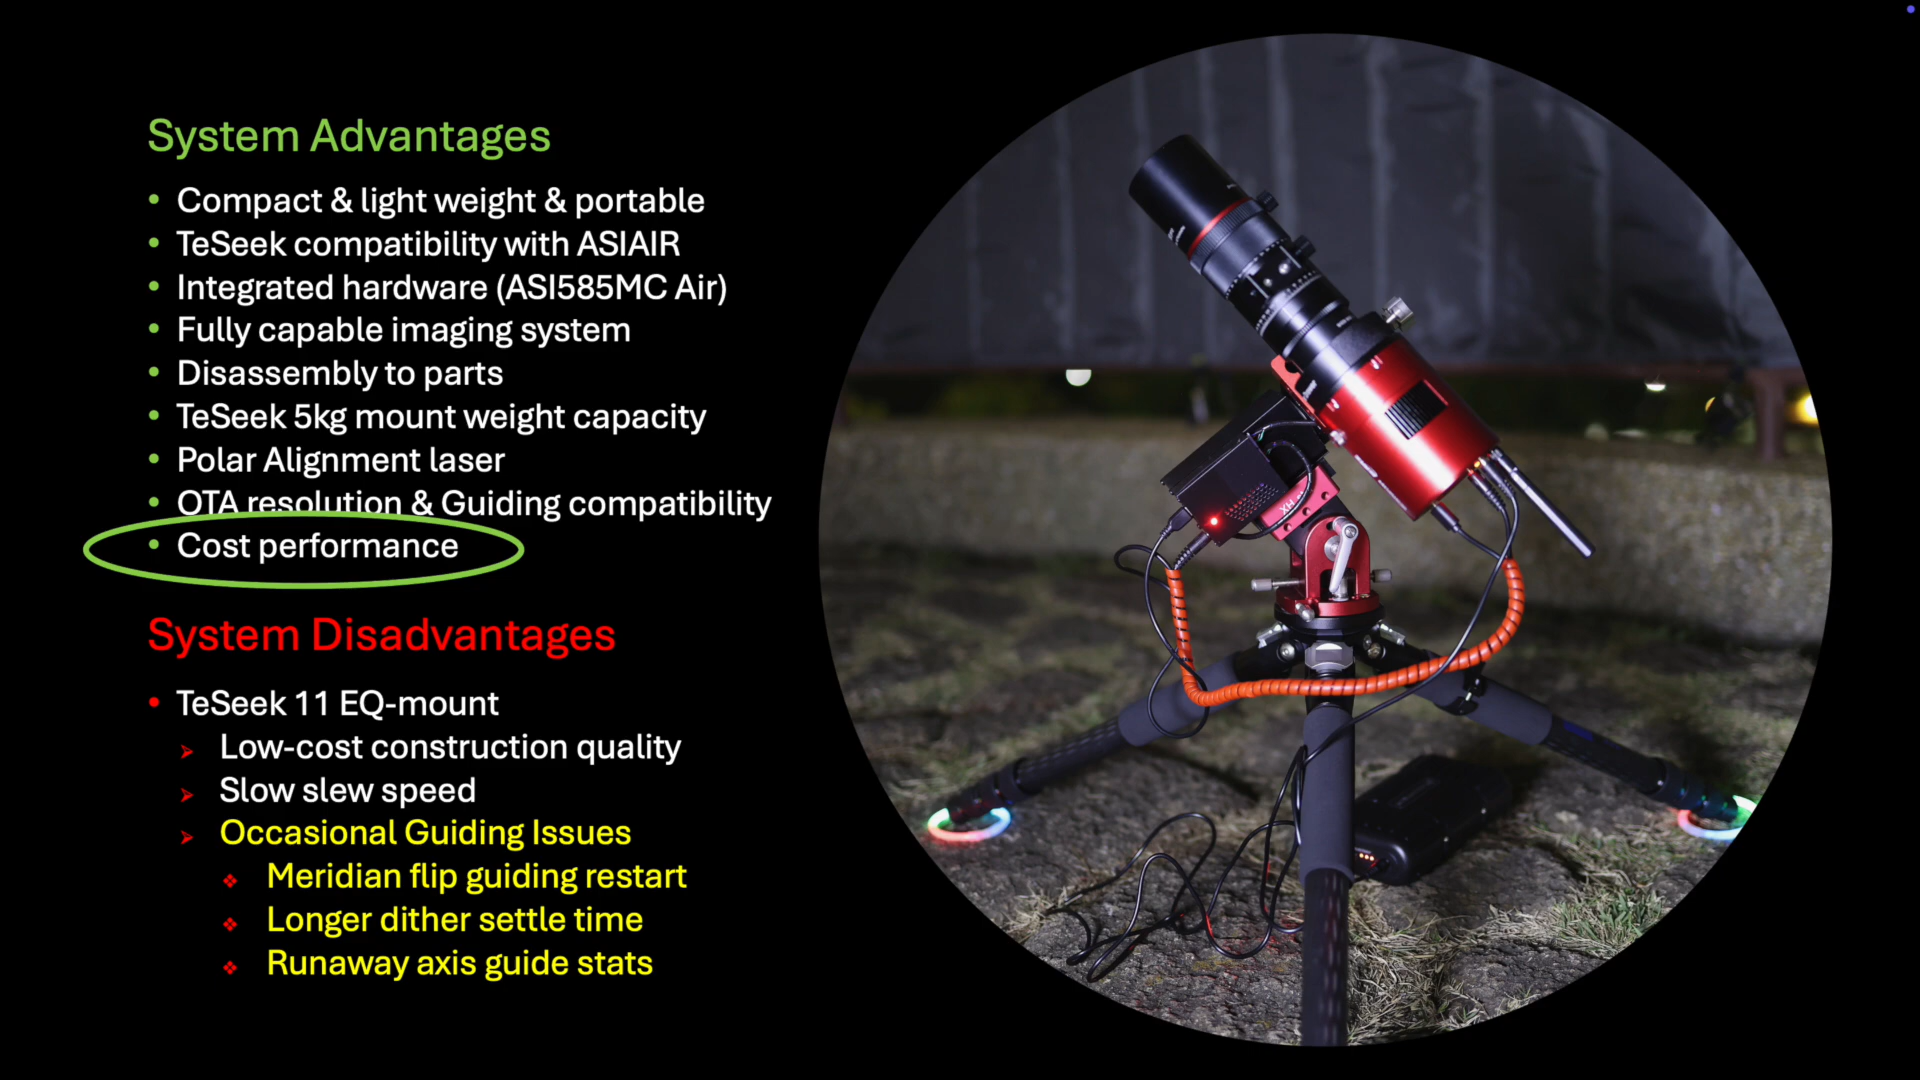 System Advantages
• Compact & light weight & portable
• TeSeek compatibility with ASIAIR
• Integrated hardware (ASI585MC Air)
• Fully capable imaging system
• Disassembly to parts
• TeSeek 5kg mount weight capacity
• Polar Alignment laser
• OTA resolution & Guiding compatibility
• Cost performance
System Disadvantages
• TeSeek 11 EQ-mount
➢ Low-cost construction quality
➢ Slow slew speed
➢ Occasional Guiding Issues
❖ Meridian flip guiding restart
❖ Longer dither settle time
❖ Runaway axis guide stats